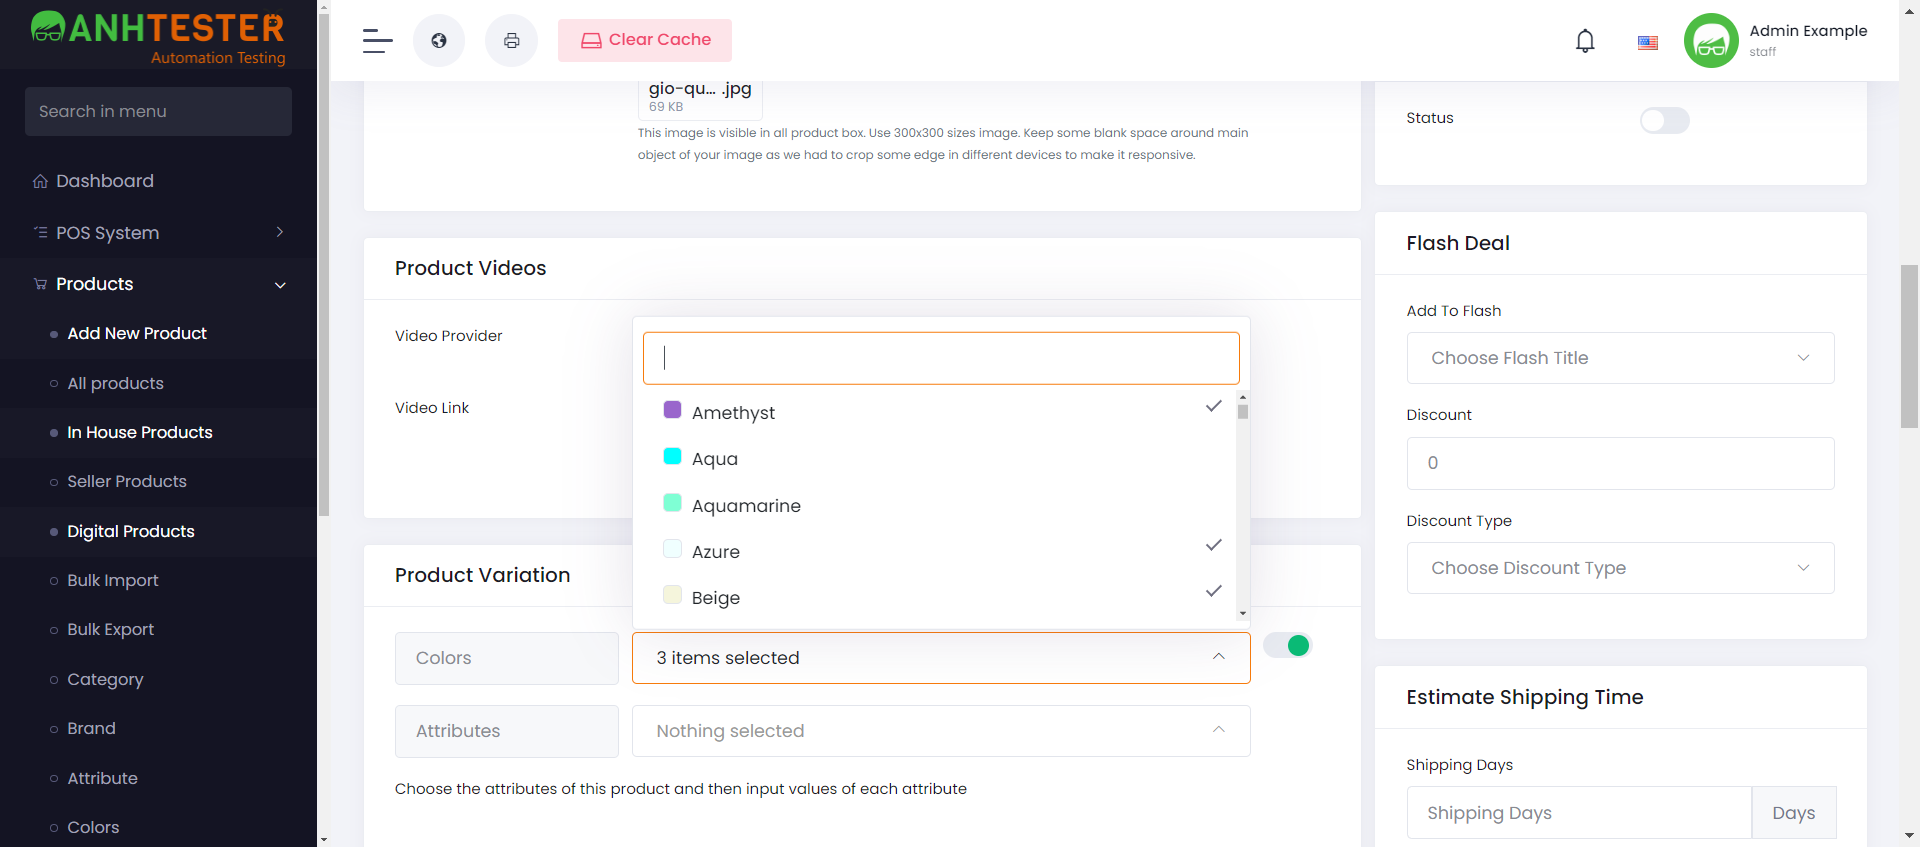 ANHTESTER
Automation Testing
Search in menu
Dashboard
POS System
Products
Add New Product
All products
In House Products
Seller Products
Digital Products
Bulk Import
Bulk Export
Category
Brand
Attribute
Colors
Clear Cache
Admin Example
staff
gio-qu... .jpg
69 KB
This image is visible in all product box. Use 300x300 sizes image. Keep some blank space around main
object of your image as we had to crop some edge in different devices to make it responsive.
Product Videos
Video Provider
Video Link
Amethyst
Aqua
Aquamarine
Azure
Beige
Product Variation
Colors
3 items selected
Attributes
Nothing selected
Choose the attributes of this product and then input values of each attribute
Status
Flash Deal
Add To Flash
Choose Flash Title
Discount
0
Discount Type
Choose Discount Type
Estimate Shipping Time
Shipping Days
Shipping Days
Days